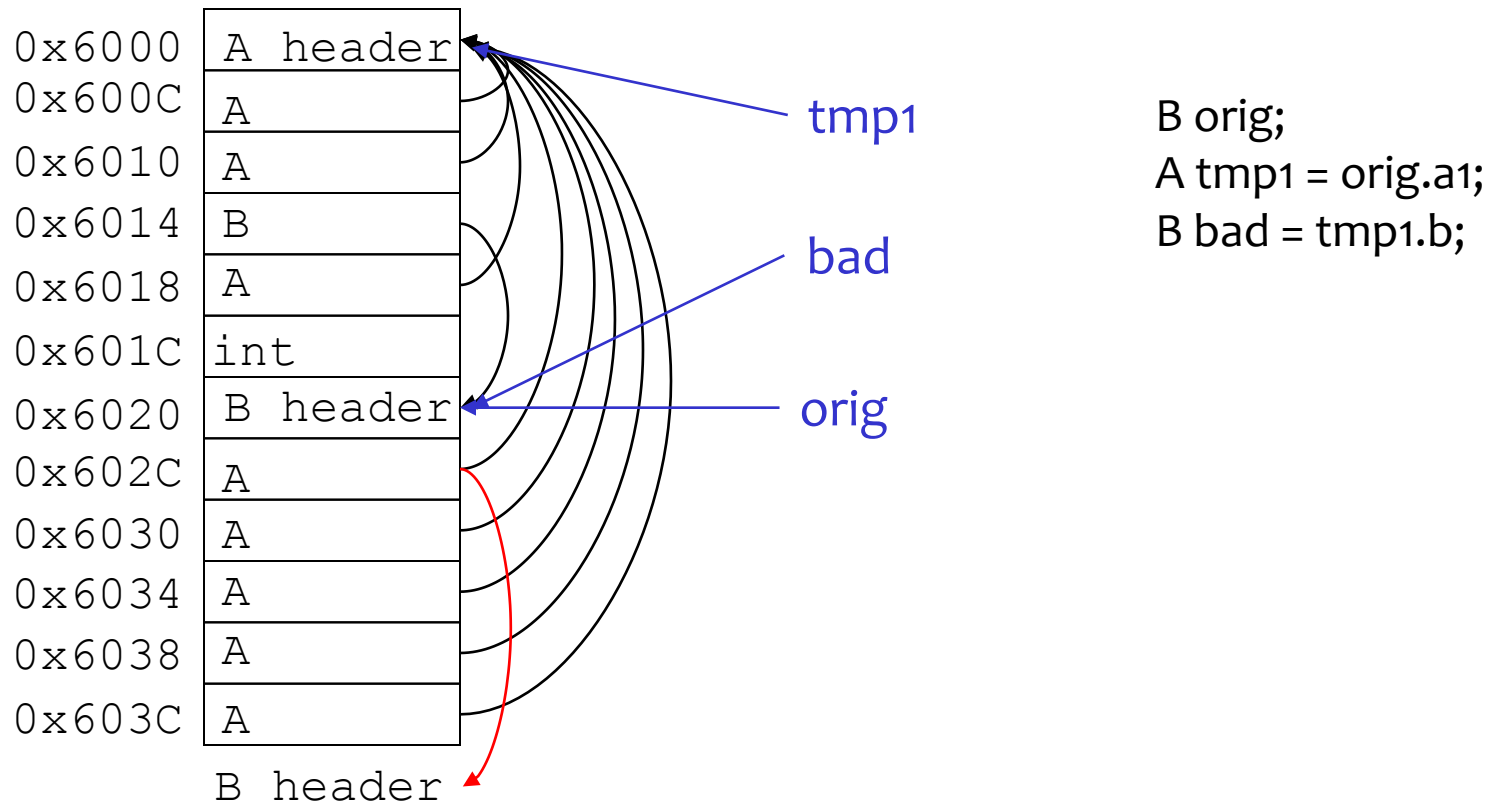 0x6000 A header
0x600C A
0x6010 A
0x6014 B
0x6018 A
0x601C int
0x6020 B header
0x602C A
0x6030 A
0x6034 A
0x6038 A
0x603C A
B header
tmp1
bad
orig
B orig;
A tmp1 = orig.a1;
B bad = tmp1.b;